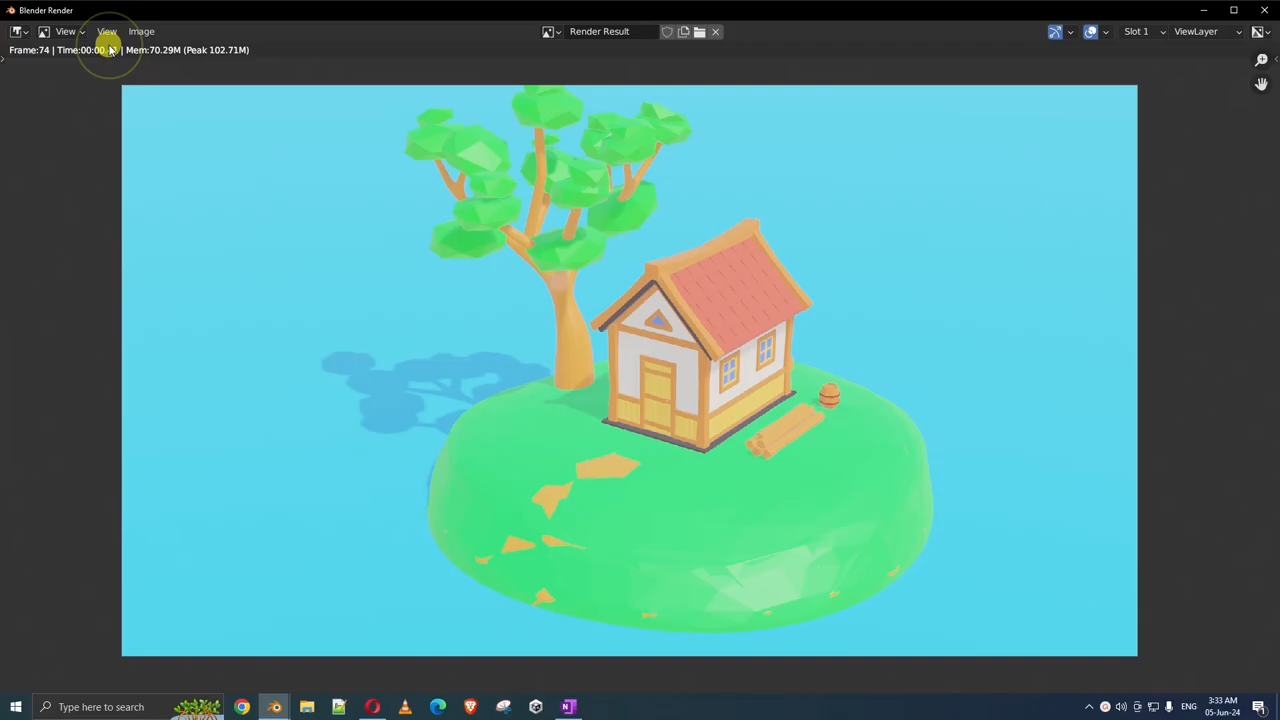 Blender Render
View View Image Render Result Slot 1 ViewLayer
Frame:74 | Time:00:00. | Mem:70.29M (Peak 102.71M)
Type here to search
ENG
3:33 AM
05-Jun-24